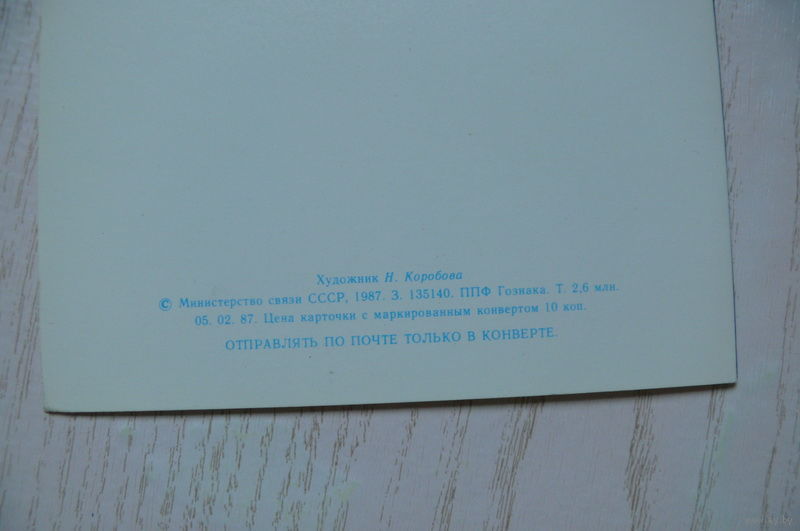 Художник Н. Коробова
© Министерство связи СССР, 1987. З. 135140. ППФ Гознака. Т. 2,6 млн.
05. 02. 87. Цена карточки с маркированным конвертом 10 коп.
ОТПРАВЛЯТЬ ПО ПОЧТЕ ТОЛЬКО В КОНВЕРТЕ.